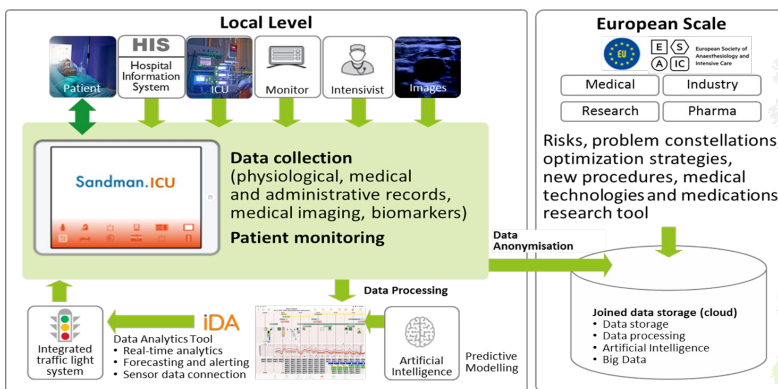 Local Level
Patient
HIS
Hospital
Information
System
ICU
Monitor
Intensivist
Images
Sandman.ICU
Data collection
(physiological, medical
and administrative records,
medical imaging, biomarkers)
Patient monitoring
Data Processing
Integrated
traffic light
system
iDA
Data Analytics Tool
• Real-time analytics
• Forecasting and alerting
• Sensor data connection
Artificial
Intelligence
Predictive
Modelling
Data
Anonymisation
European Scale
EU
E S
A IC
European Society of
Anaesthesiology and
Intensive Care
Medical
Industry
Research
Pharma
Risks, problem constellations,
optimization strategies,
new procedures, medical
technologies and medications,
research tool
Joined data storage (cloud)
• Data storage
• Data processing
• Artificial Intelligence
• Big Data